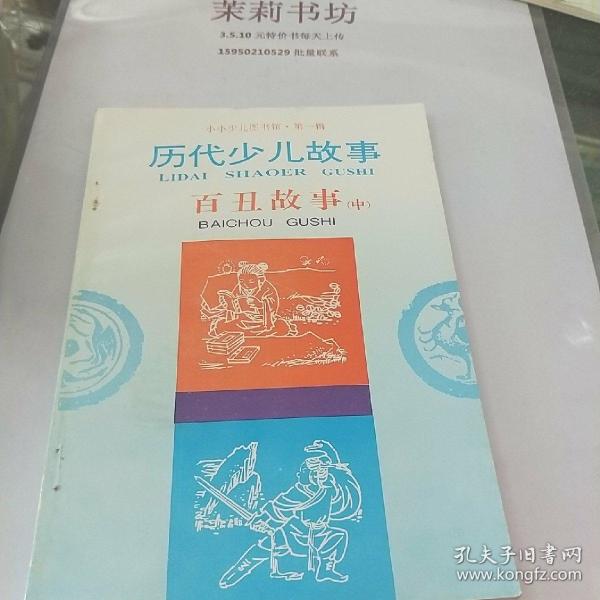 茉莉书坊
3.5.10 元特价书每天上传
15950210529 批量联系
小小少儿图书馆·第一辑
历代少儿故事
LIDAI SHAOER GUSHI
百丑故事(中)
BAICHOU GUSHI
孔夫子旧书网
www.kongfz.com